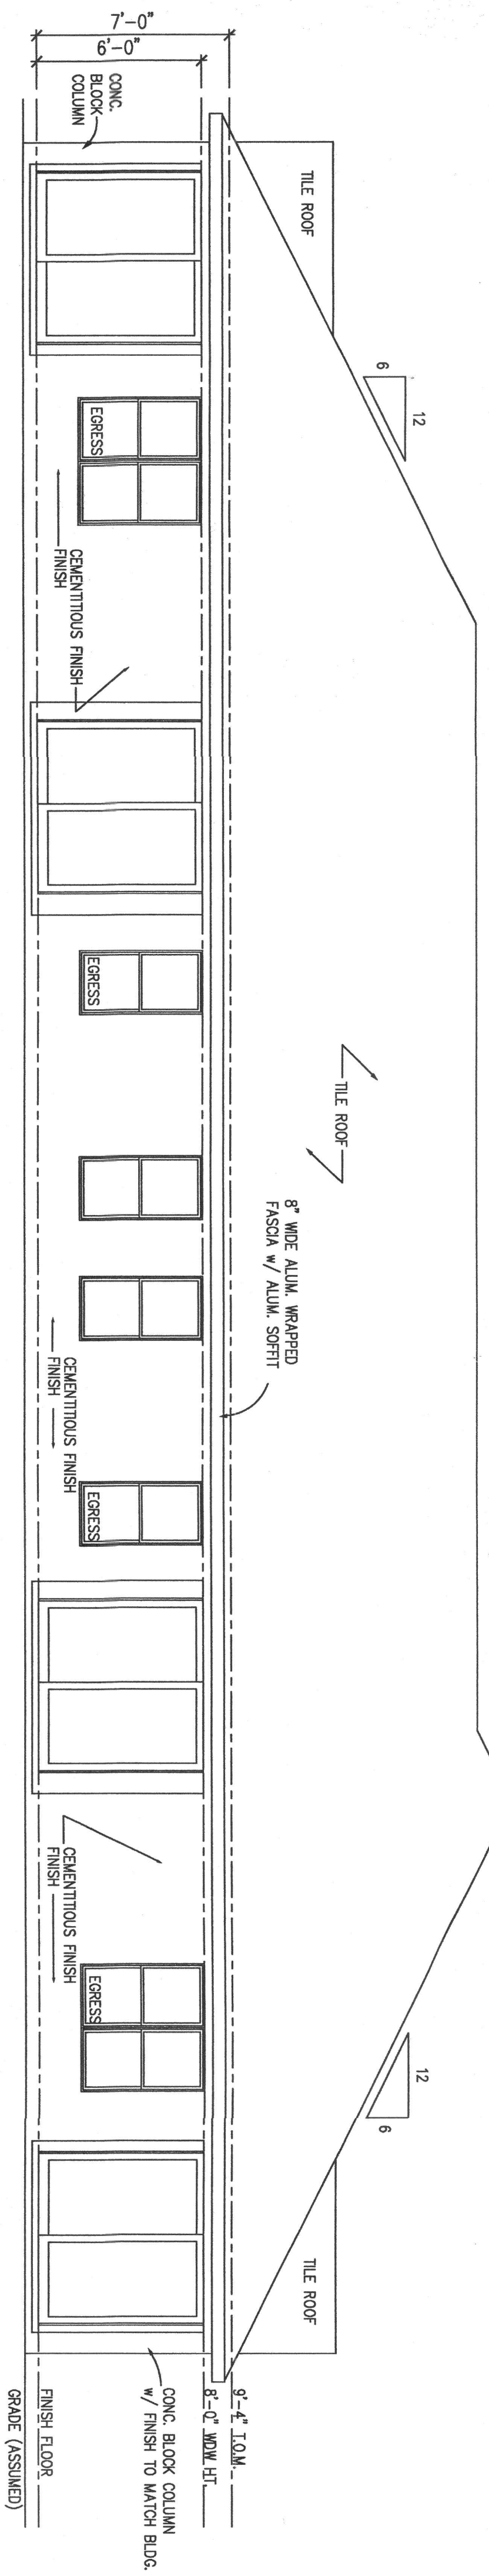 7'-0"
6'-0"
CONC.
BLOCK
COLUMN
TILE ROOF
6
12
EGRESS
CEMENTITIOUS FINISH
FINISH
EGRESS
TILE ROOF
8" WIDE ALUM. WRAPPED
FASCIA w/ ALUM. SOFFIT
CEMENTITIOUS FINISH
FINISH
EGRESS
CEMENTITIOUS FINISH
FINISH
EGRESS
12
6
TILE ROOF
9'-4" T.O.M.
8'-0" WDW HT.
CONC. BLOCK COLUMN
w/ FINISH TO MATCH BLDG.
FINISH FLOOR
GRADE (ASSUMED)